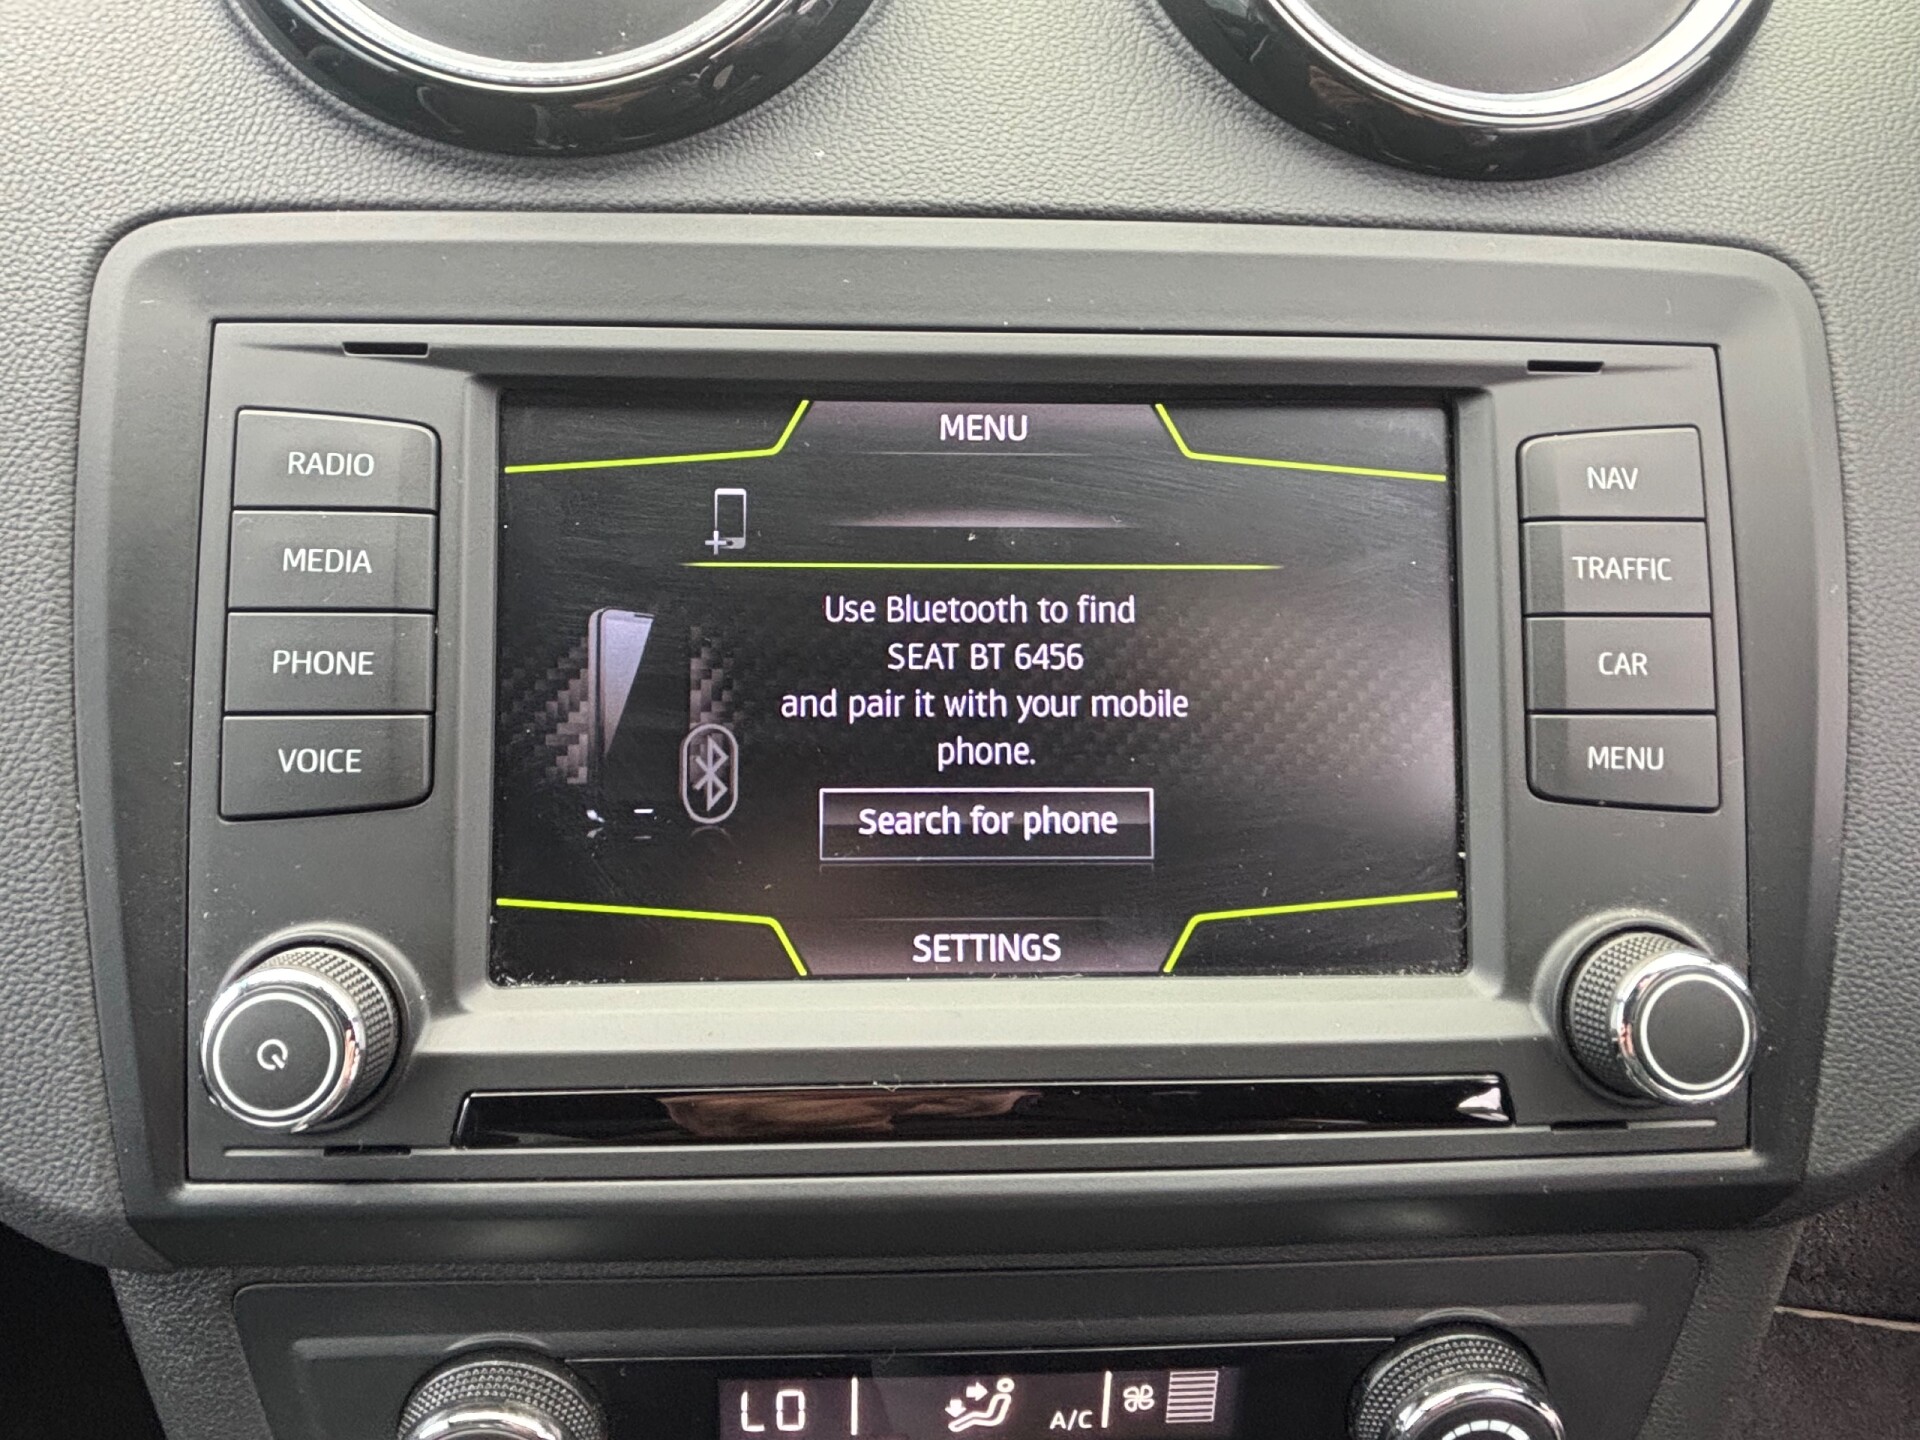 MENU
RADIO
MEDIA
PHONE
VOICE
Use Bluetooth to find
SEAT BT 6456
and pair it with your mobile
phone.
Search for phone
SETTINGS
NAV
TRAFFIC
CAR
MENU
LO
A/C